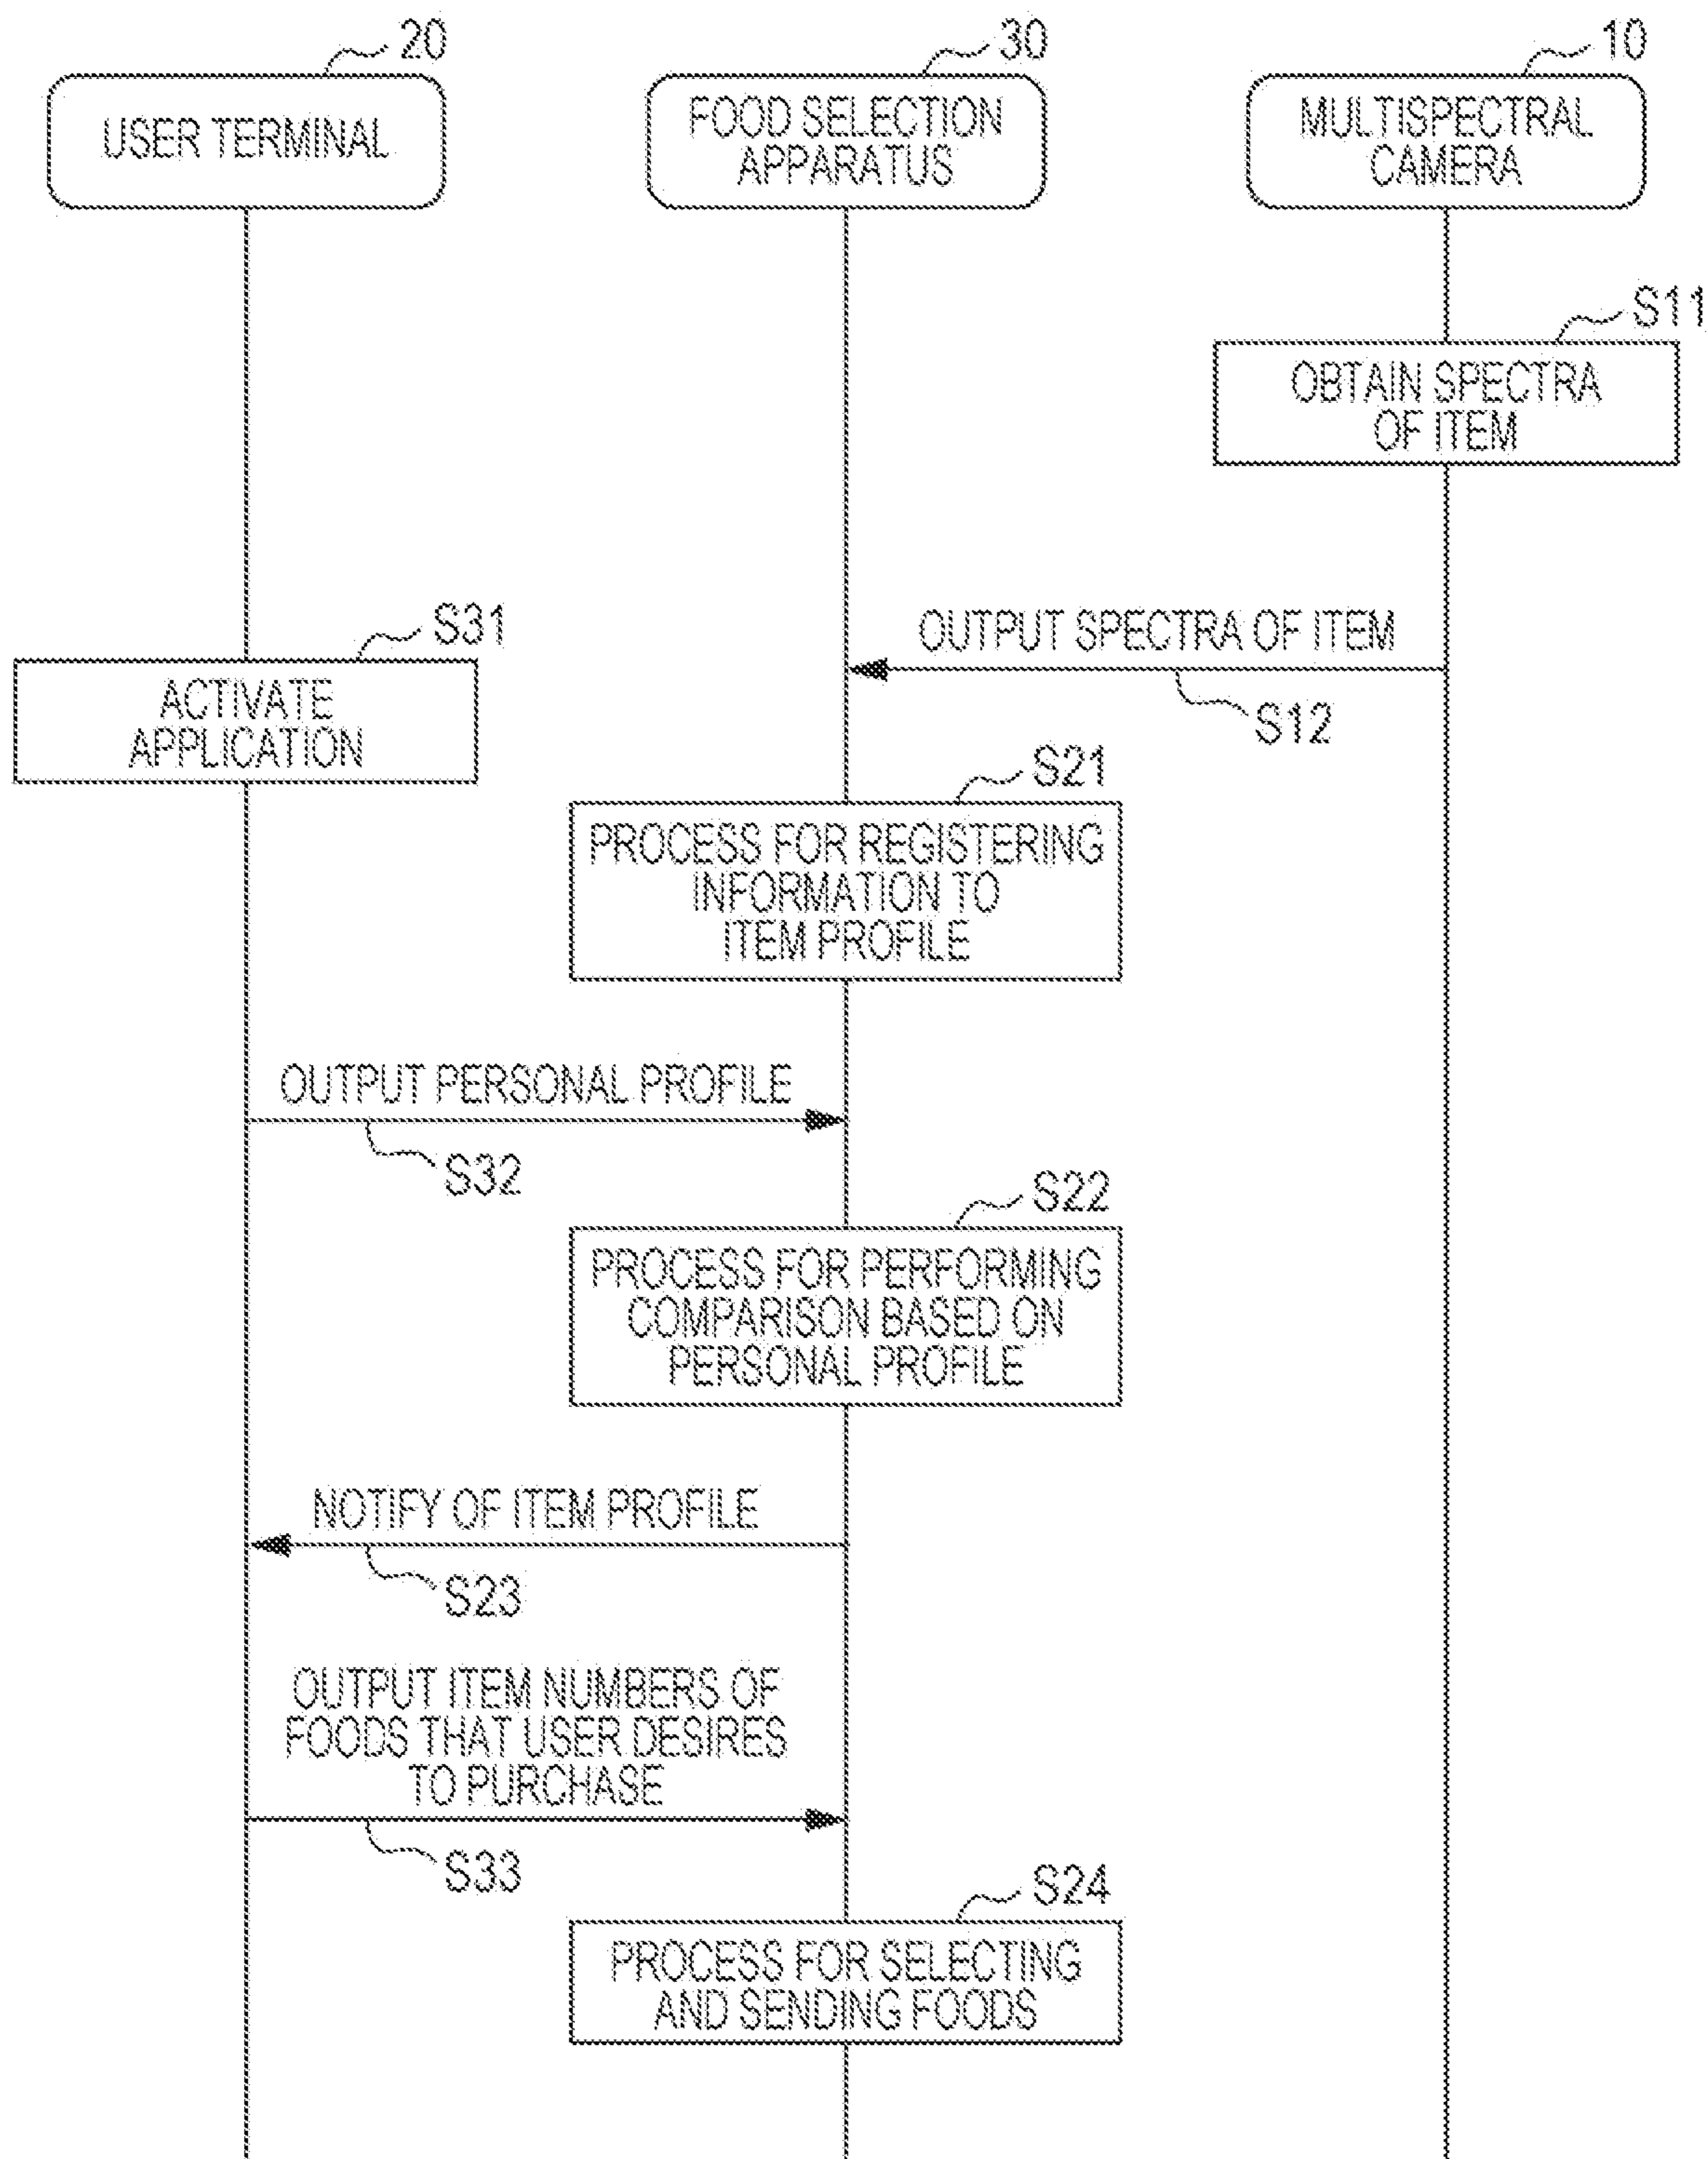 20
30
10
USER TERMINAL
FOOD SELECTION
APPARATUS
MULTISPECTRAL
CAMERA
S11
OBTAIN SPECTRA
OF ITEM
S31
ACTIVATE
APPLICATION
OUTPUT SPECTRA OF ITEM
S12
S21
PROCESS FOR REGISTERING
INFORMATION TO
ITEM PROFILE
OUTPUT PERSONAL PROFILE
S32
S22
PROCESS FOR PERFORMING
COMPARISON BASED ON
PERSONAL PROFILE
NOTIFY OF ITEM PROFILE
S23
OUTPUT ITEM NUMBERS OF
FOODS THAT USER DESIRES
TO PURCHASE
S33
S24
PROCESS FOR SELECTING
AND SENDING FOODS